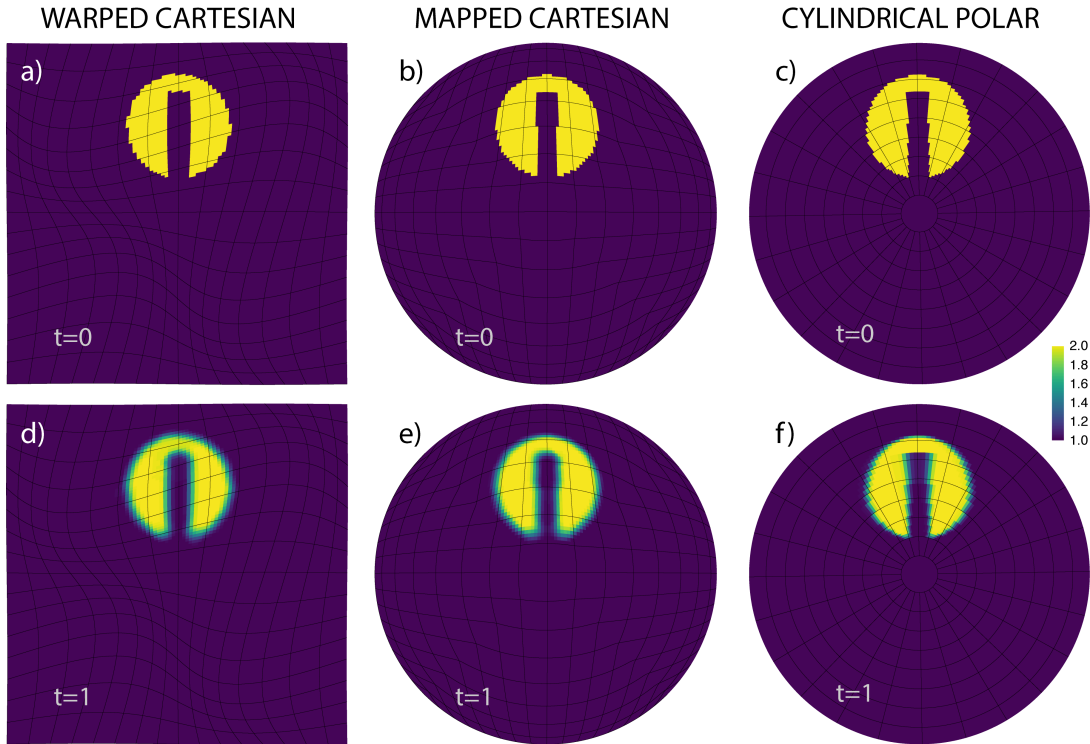 WARPED CARTESIAN
MAPPED CARTESIAN
CYLINDRICAL POLAR
a)
b)
c)
t=0
t=0
t=0
2.0
1.8
1.6
1.4
1.2
1.0
d)
e)
f)
t=1
t=1
t=1